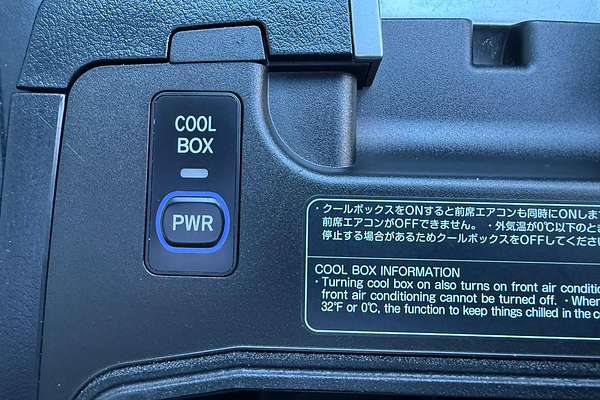 COOL
BOX
PWR
・クールボックスをONすると前席エアコンも同時にONしま
前席エアコンがOFFできません。 ・外気温が0℃以下のとき
停止する場合があるためクールボックスをOFFしてくださ
COOL BOX INFORMATION
・Turning cool box on also turns on front air
front air conditioning cannot be turned off. ・When
32°F or 0℃, the function to keep things chilled in the